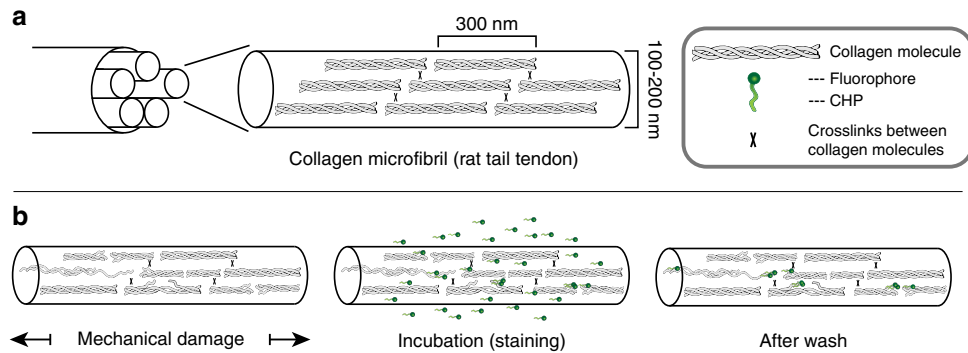 a
300 nm
100-200 nm
Collagen microfibril (rat tail tendon)
Collagen molecule
--- Fluorophore
--- CHP
Crosslinks between
collagen molecules
b
Mechanical damage
Incubation (staining)
After wash